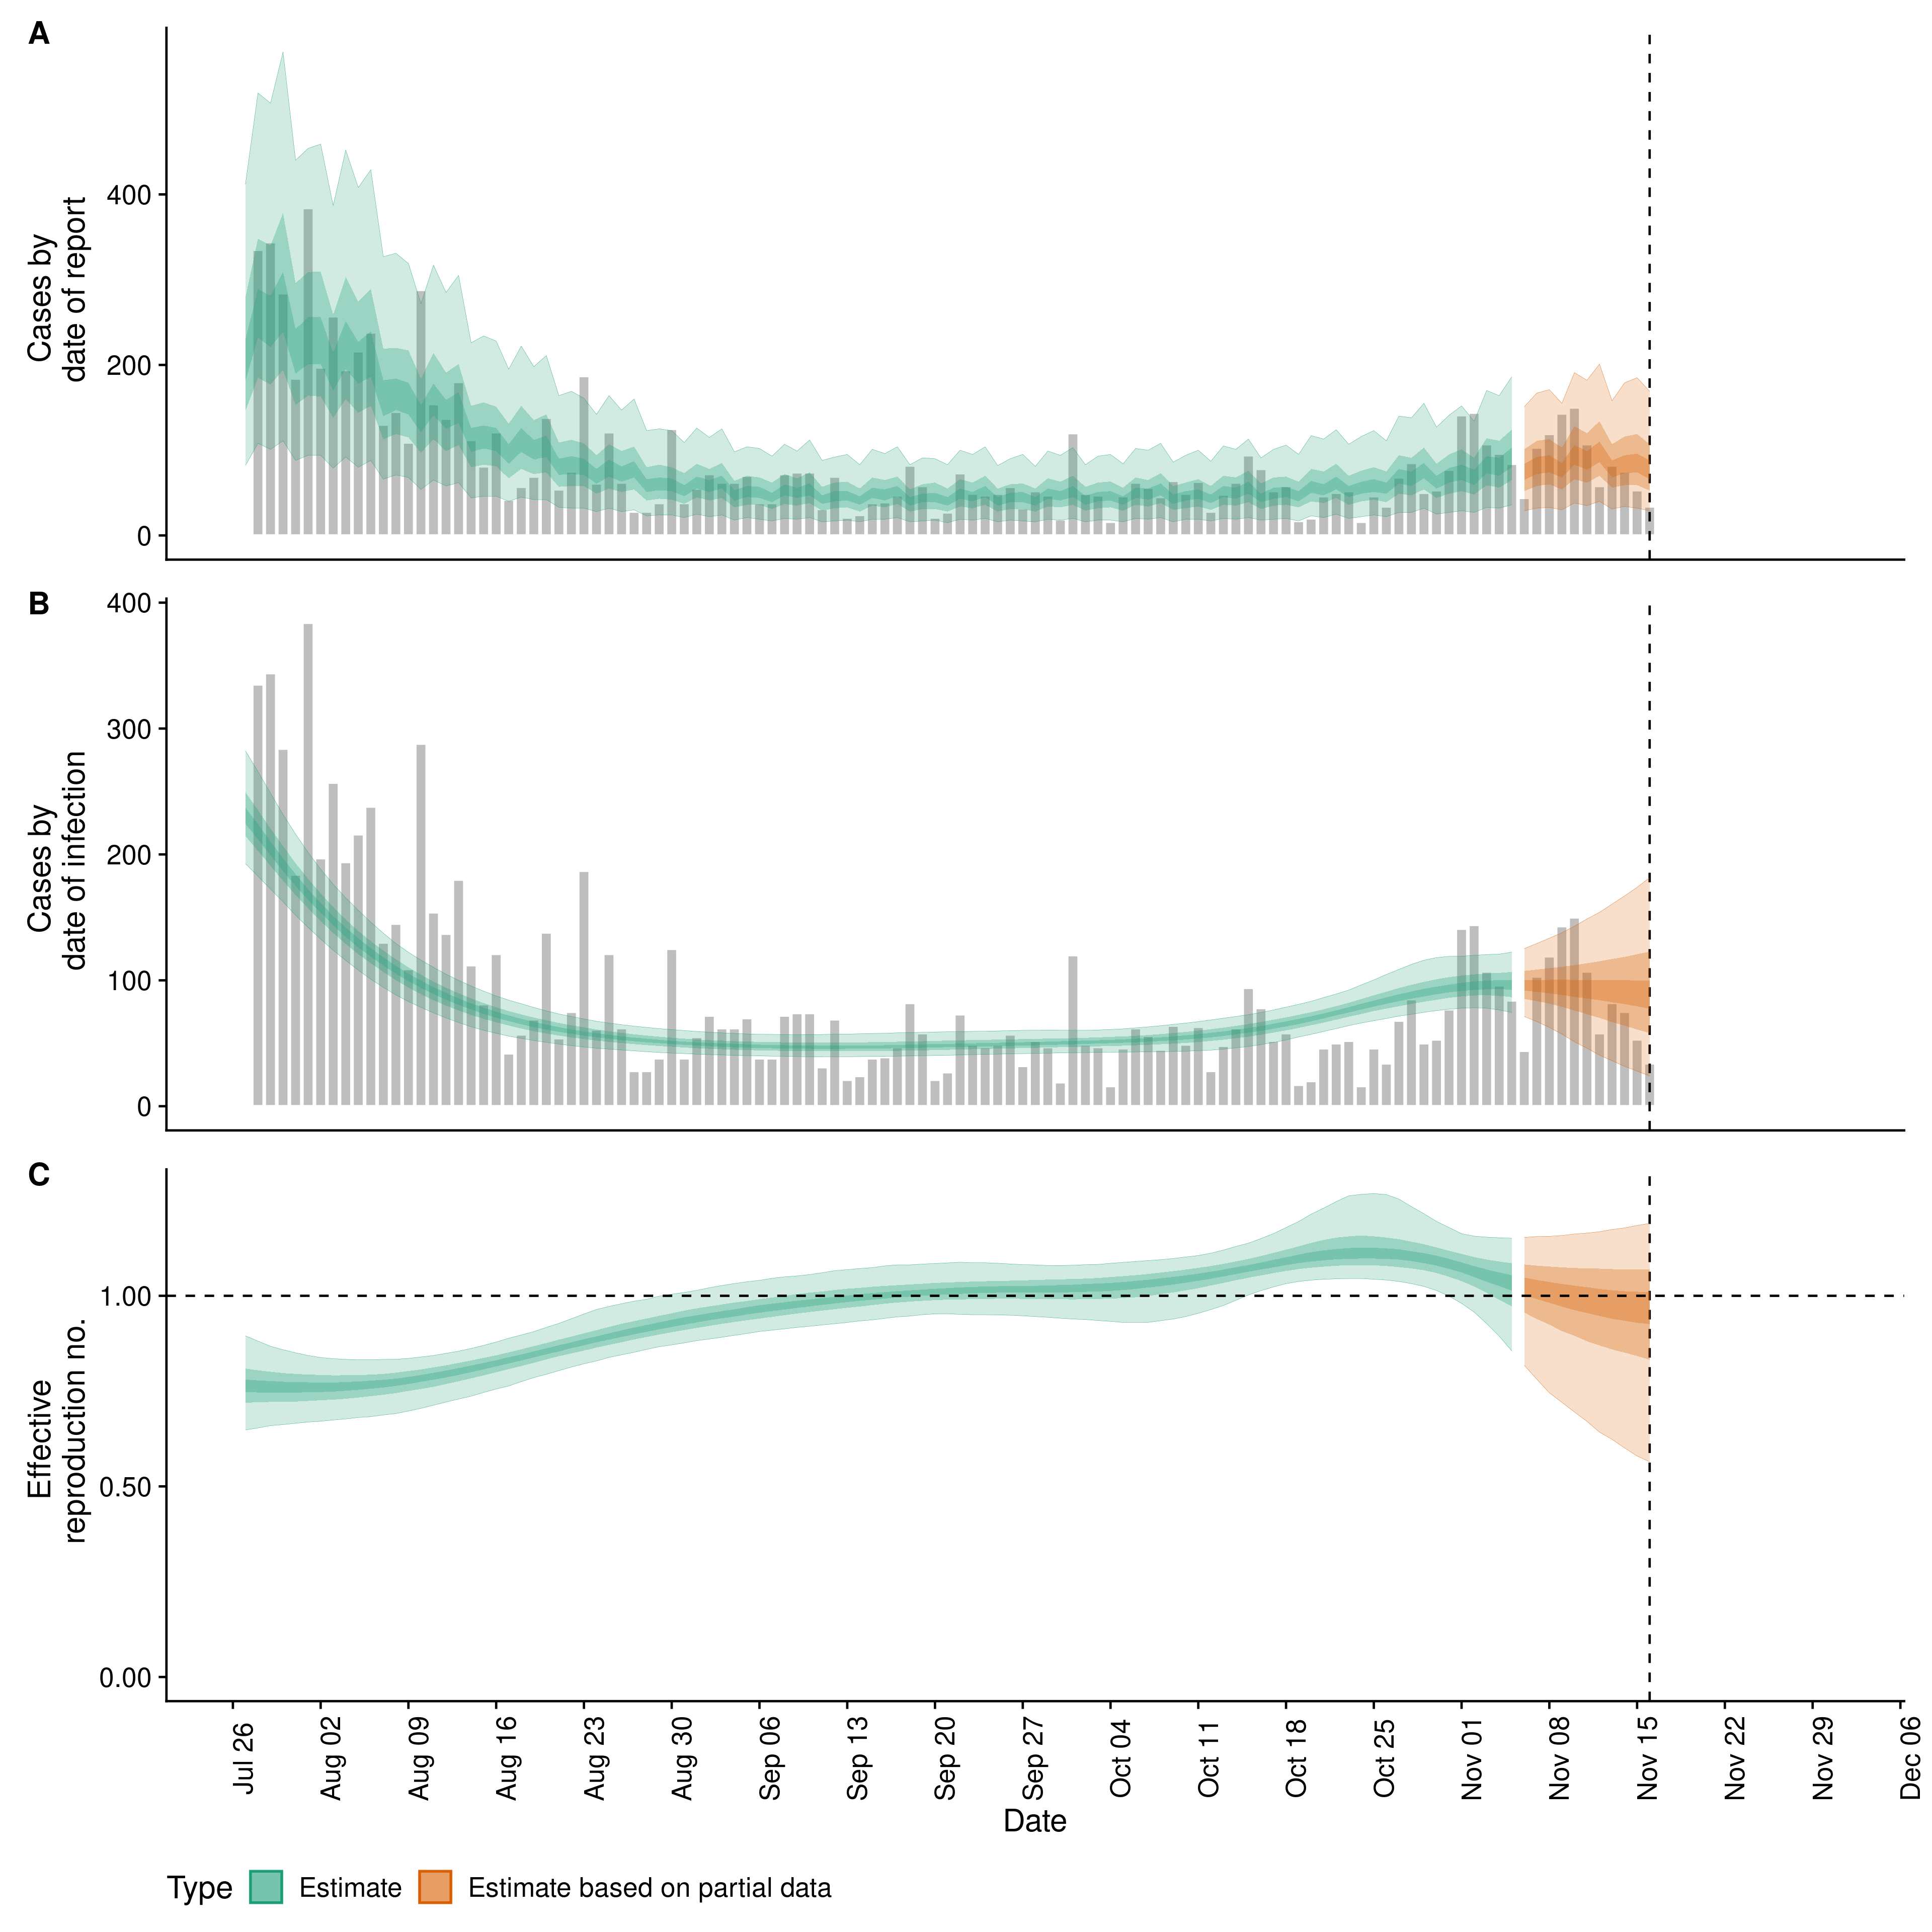 A
Cases by
date of report
400
200
0
B
Cases by
date of infection
400
300
200
100
0
C
Effective
reproduction no.
1.00
0.50
0.00
Jul 26
Aug 02
Aug 09
Aug 16
Aug 23
Aug 30
Sep 06
Sep 13
Sep 20
Sep 27
Oct 04
Oct 11
Oct 18
Oct 25
Nov 01
Nov 08
Nov 15
Nov 22
Nov 29
Dec 06
Date
Type Estimate Estimate based on partial data